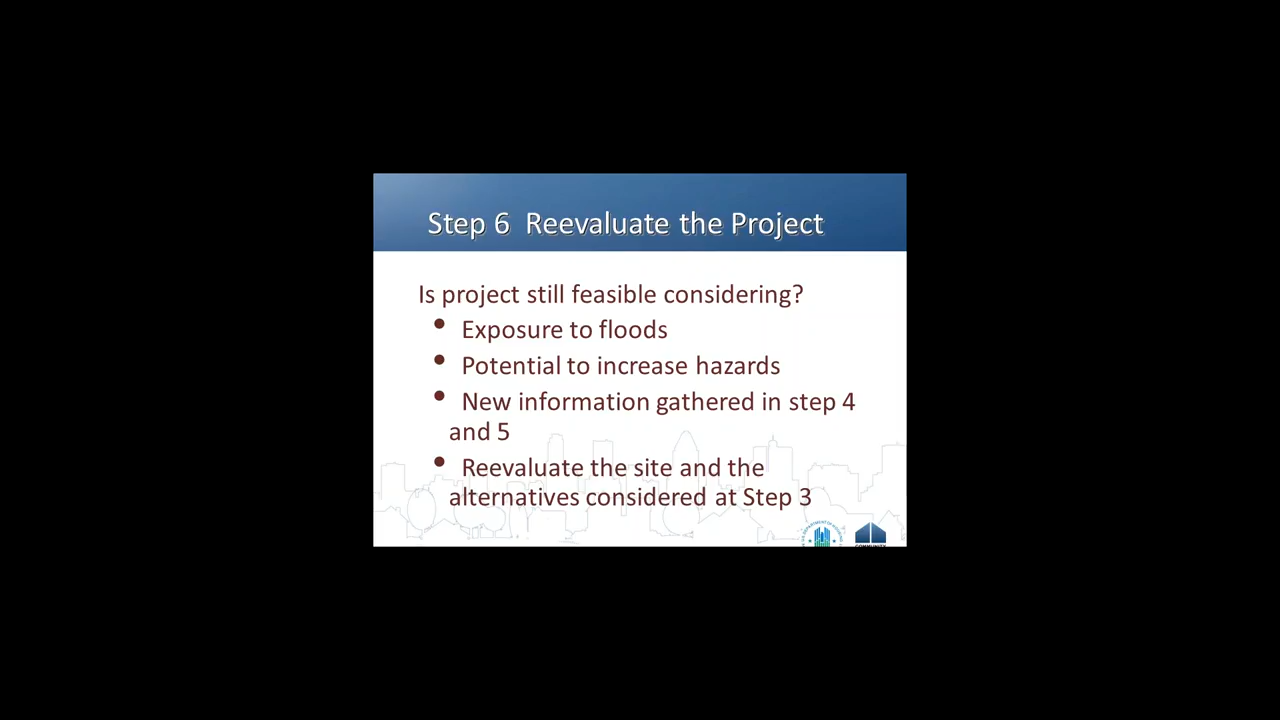 Step 6  Reevaluate the Project
Is project still feasible considering?
• Exposure to floods
• Potential to increase hazards
• New information gathered in step 4
and 5
• Reevaluate the site and the
alternatives considered at Step 3
COMMUNITY